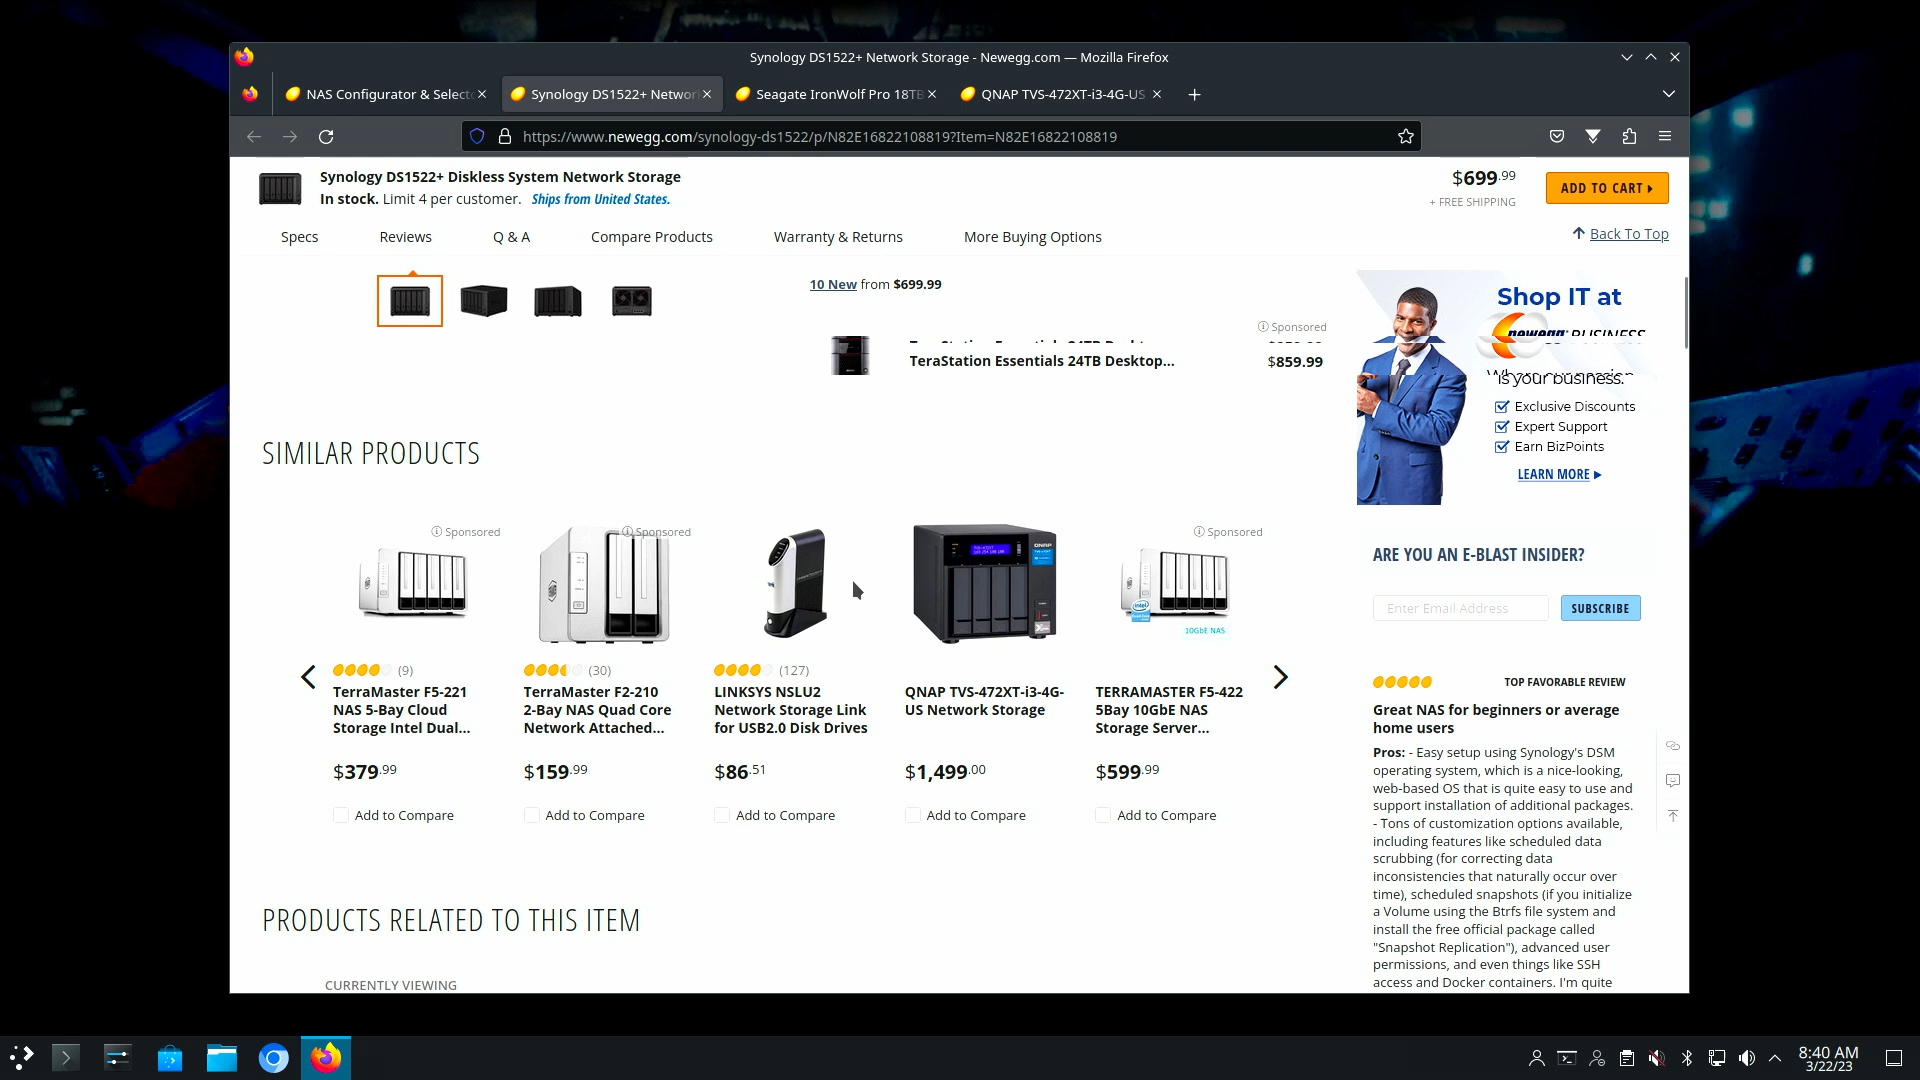 Synology DS1522+ Network Storage - Newegg.com — Mozilla Firefox
NAS Configurator & Selecto
Synology DS1522+ Networ
Seagate IronWolf Pro 18TB
QNAP TVS-472XT-i3-4G-US
https://www.newegg.com/synology-ds1522/p/N82E16822108819?Item=N82E16822108819
Synology DS1522+ Diskless System Network Storage
In stock. Limit 4 per customer. Ships from United States.
$699.99
+ FREE SHIPPING
ADD TO CART
Specs
Reviews
Q & A
Compare Products
Warranty & Returns
More Buying Options
Back To Top
10 New from $699.99
Sponsored
TeraStation Essentials 24TB Desktop...
$859.99
Shop IT at
newegg BUSINESS
is your business.
Exclusive Discounts
Expert Support
Earn BizPoints
LEARN MORE
SIMILAR PRODUCTS
Sponsored
(9)
TerraMaster F5-221
NAS 5-Bay Cloud
Storage Intel Dual...
$379.99
Add to Compare
Sponsored
(30)
TerraMaster F2-210
2-Bay NAS Quad Core
Network Attached...
$159.99
Add to Compare
(127)
LINKSYS NSLU2
Network Storage Link
for USB2.0 Disk Drives
$86.51
Add to Compare
QNAP
QNAP TVS-472XT-i3-4G-
US Network Storage
$1,499.00
Add to Compare
Sponsored
intel
10GbE NAS
TERRAMASTER F5-422
5Bay 10GbE NAS
Storage Server...
$599.99
Add to Compare
ARE YOU AN E-BLAST INSIDER?
Enter Email Address
SUBSCRIBE
TOP FAVORABLE REVIEW
Great NAS for beginners or average
home users
Pros: - Easy setup using Synology's DSM
operating system, which is a nice-looking,
web-based OS that is quite easy to use and
support installation of additional packages.
- Tons of customization options available,
including features like scheduled data
scrubbing (for correcting data
inconsistencies that naturally occur over
time), scheduled snapshots (if you initialize
a Volume using the Btrfs file system and
install the free official package called
"Snapshot Replication"), advanced user
permissions, and even things like SSH
access and Docker containers. I'm quite
PRODUCTS RELATED TO THIS ITEM
CURRENTLY VIEWING
8:40 AM
3/22/23